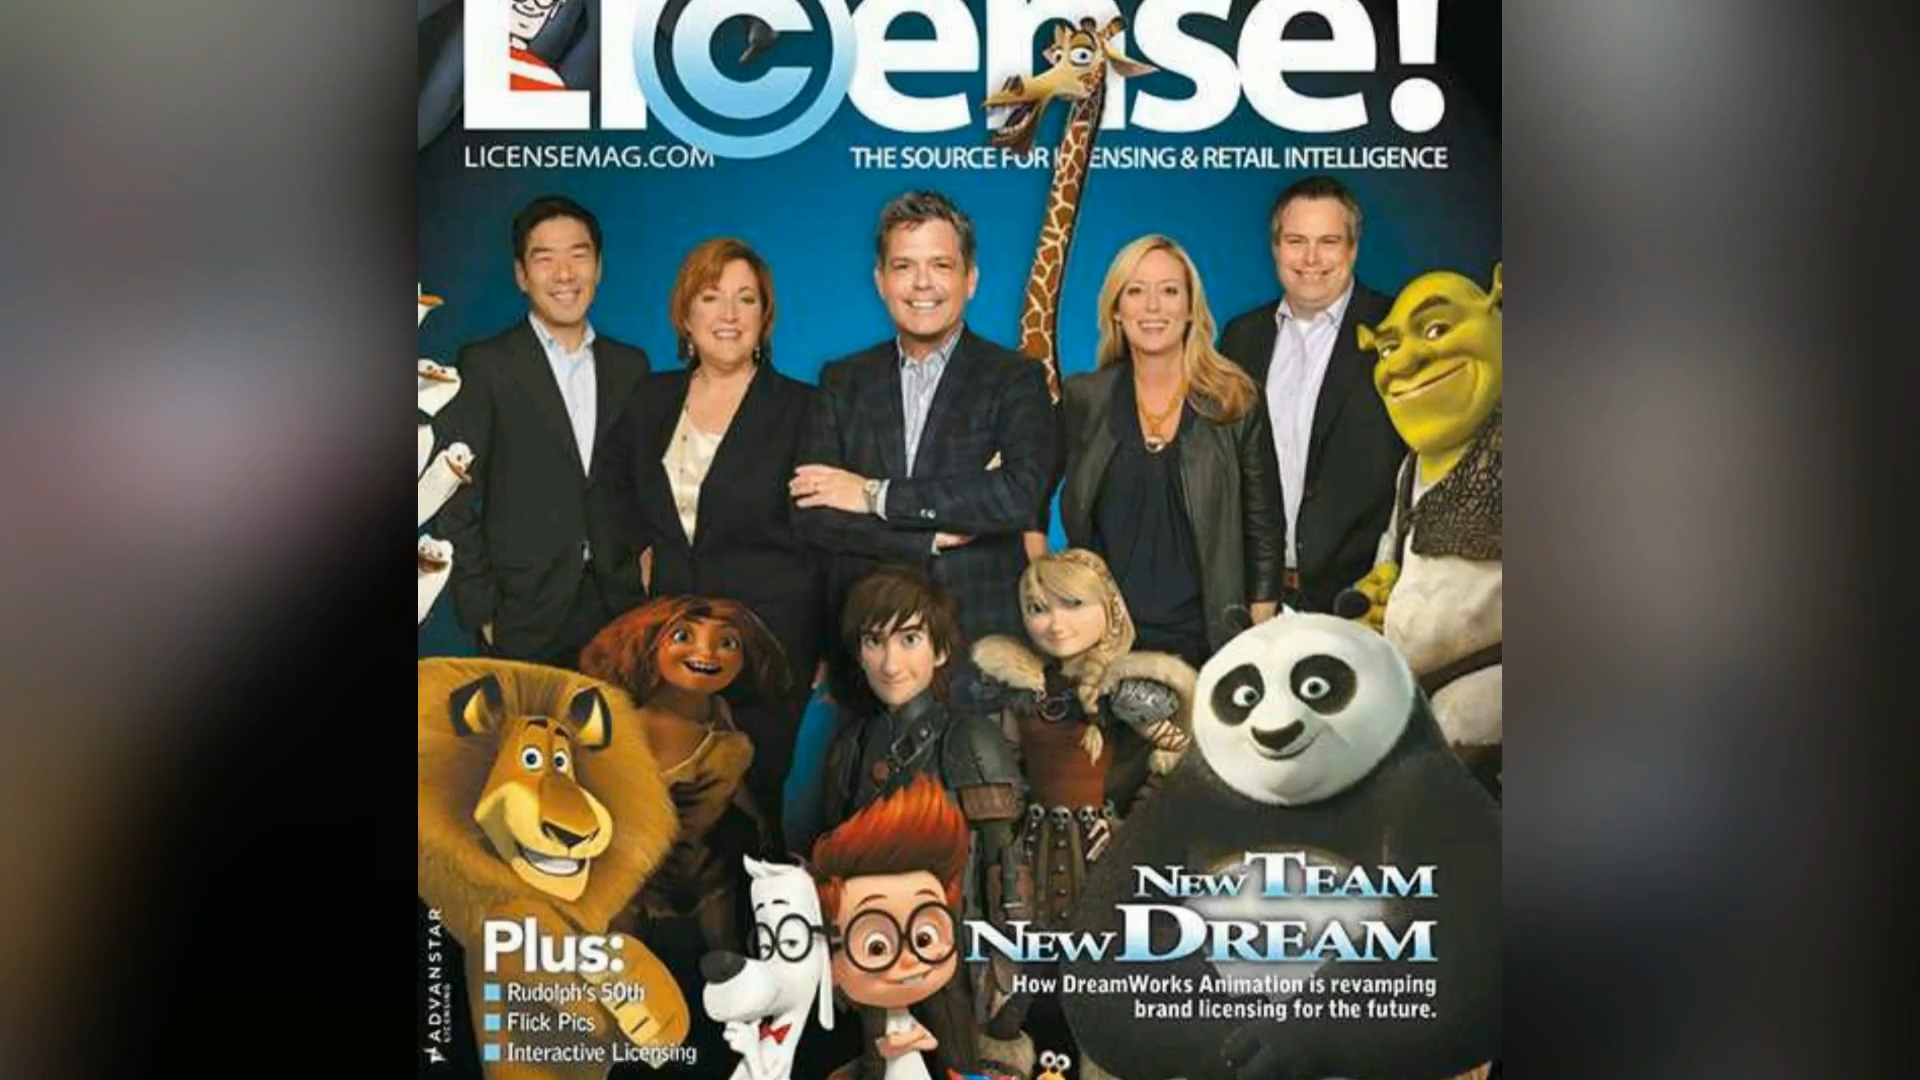 License!
LICENSEMAG.COM
THE SOURCE FOR LICENSING & RETAIL INTELLIGENCE
NEW TEAM
NEW DREAM
How DreamWorks Animation is revamping
brand licensing for the future.
Plus:
Rudolph's 50th
Flick Pics
Interactive Licensing
ADVANSTAR
LICENSING